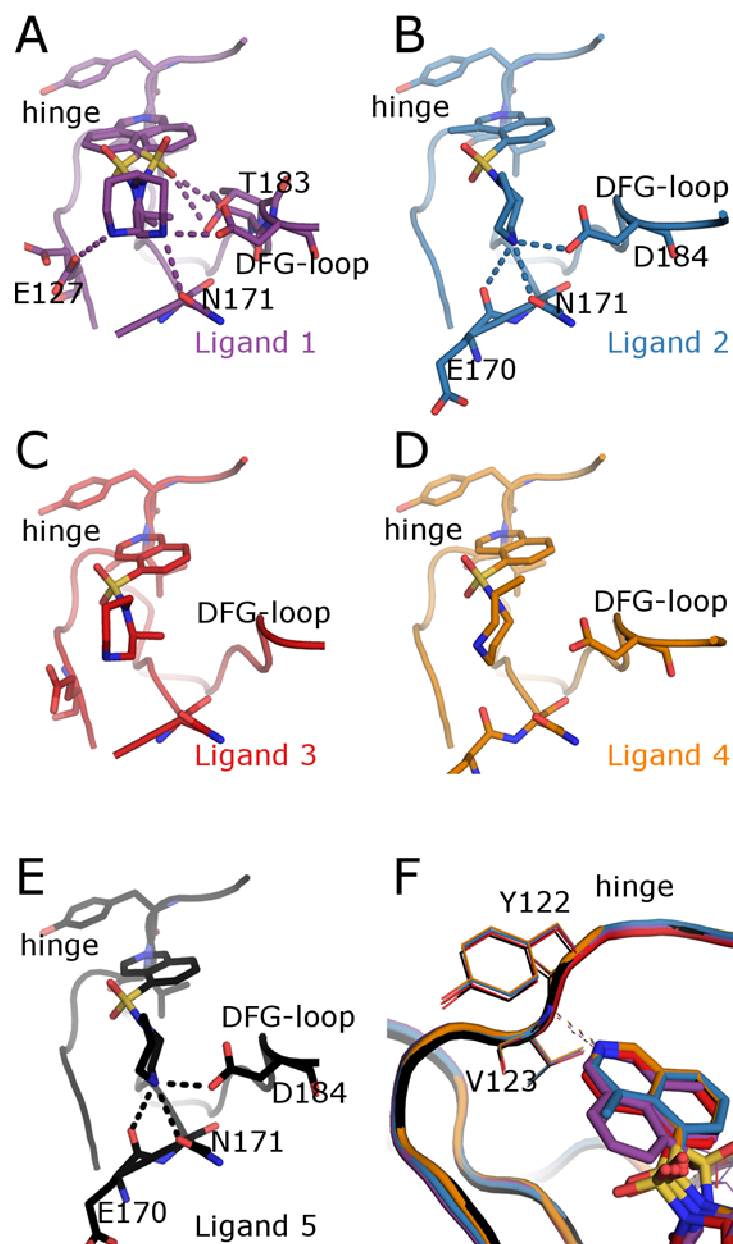 A
hinge
T183
DFG-loop
E127
N171
Ligand 1
B
hinge
DFG-loop
D184
N171
E170
Ligand 2
C
hinge
DFG-loop
Ligand 3
D
hinge
DFG-loop
Ligand 4
E
hinge
DFG-loop
D184
N171
E170
Ligand 5
F
hinge
Y122
V123